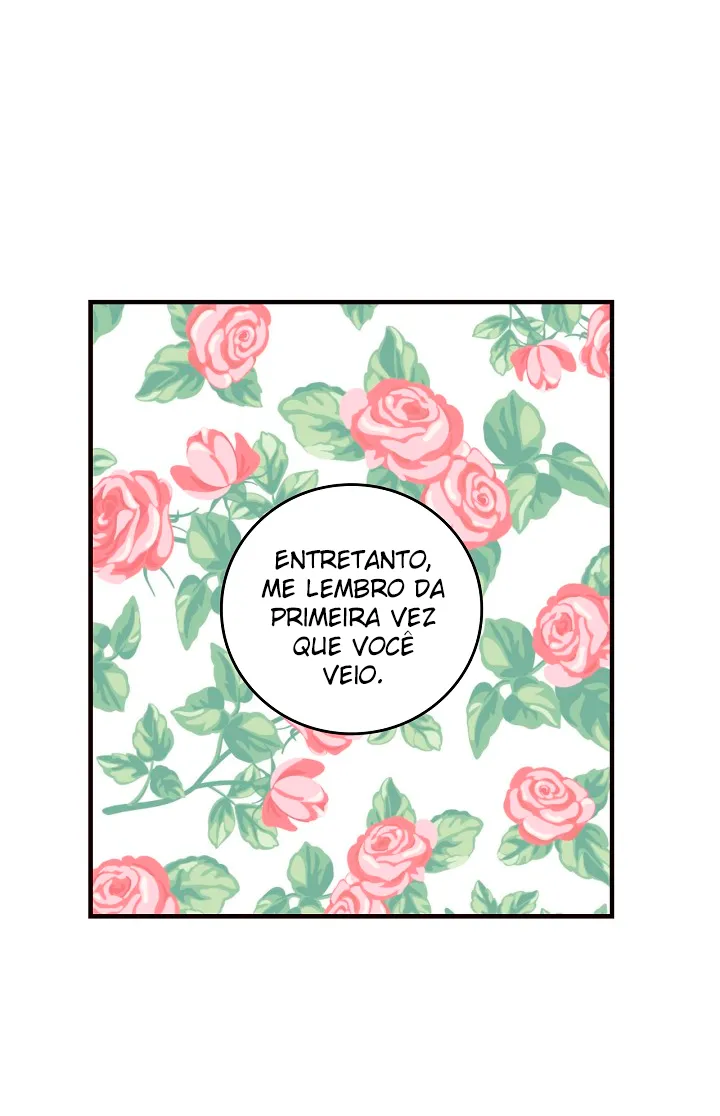 ENTRETANTO,
ME LEMBRO DA
PRIMEIRA VEZ
QUE VOCÊ
VEIO.